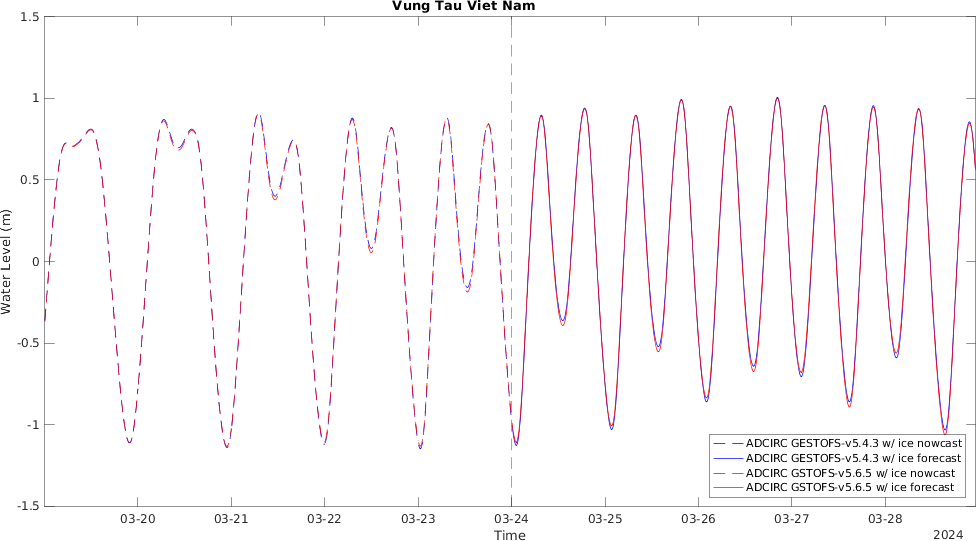 Vung Tau Viet Nam
1.5
1
0.5
0
-0.5
-1
-1.5
Water Level (m)
ADCIRC GESTOFS-v5.4.3 w/ ice nowcast
ADCIRC GESTOFS-v5.4.3 w/ ice forecast
ADCIRC GSTOFS-v5.6.5 w/ ice nowcast
ADCIRC GSTOFS-v5.6.5 w/ ice forecast
03-20 03-21 03-22 03-23 03-24 03-25 03-26 03-27 03-28
Time
2024